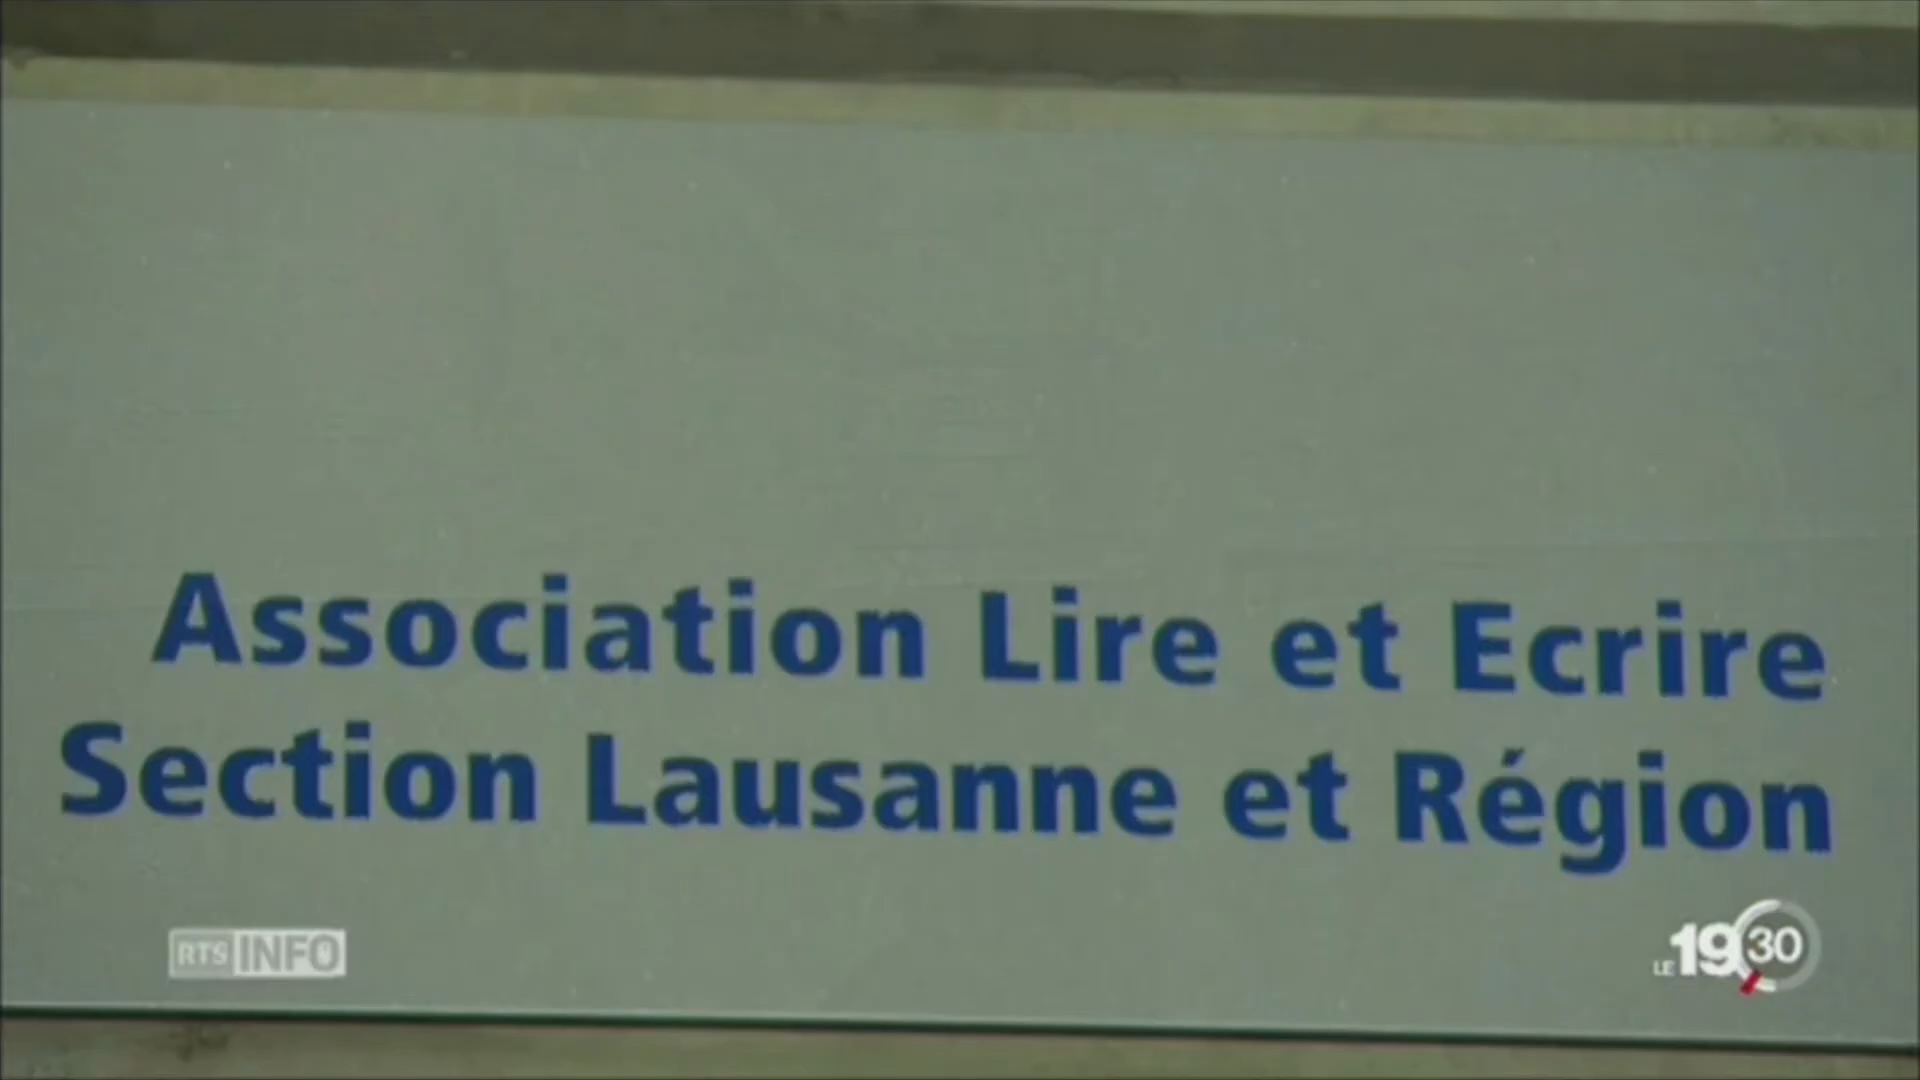 Association Lire et Ecrire
Section Lausanne et Région
RTS INFO
LE 19 30